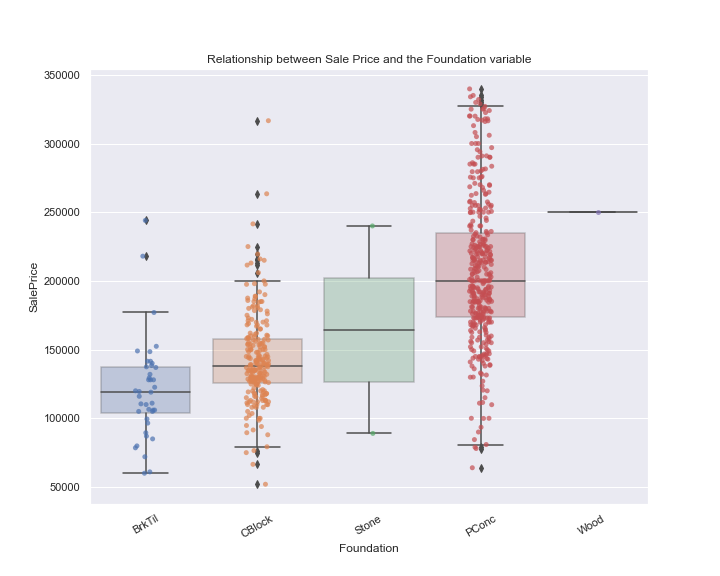 Relationship between Sale Price and the Foundation variable
350000
300000
250000
200000
150000
100000
50000
SalePrice
BrkTil
CBlock
Stone
PConc
Wood
Foundation